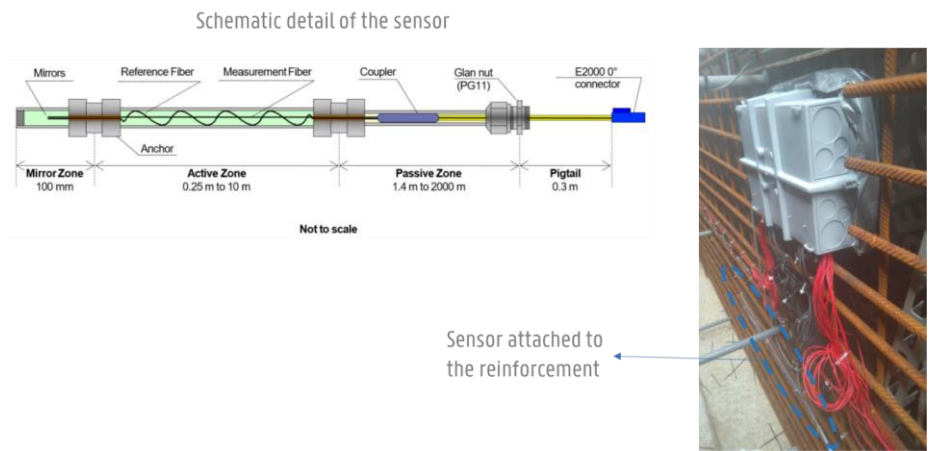 Schematic detail of the sensor
Mirrors
Reference Fiber
Measurement Fiber
Coupler
Glan nut
(PG11)
E2000 0°
connector
Anchor
Mirror Zone
100 mm
Active Zone
0.25 m to 10 m
Passive Zone
1.4 m to 2000 m
Pigtail
0.3 m
Not to scale
Sensor attached to
the reinforcement